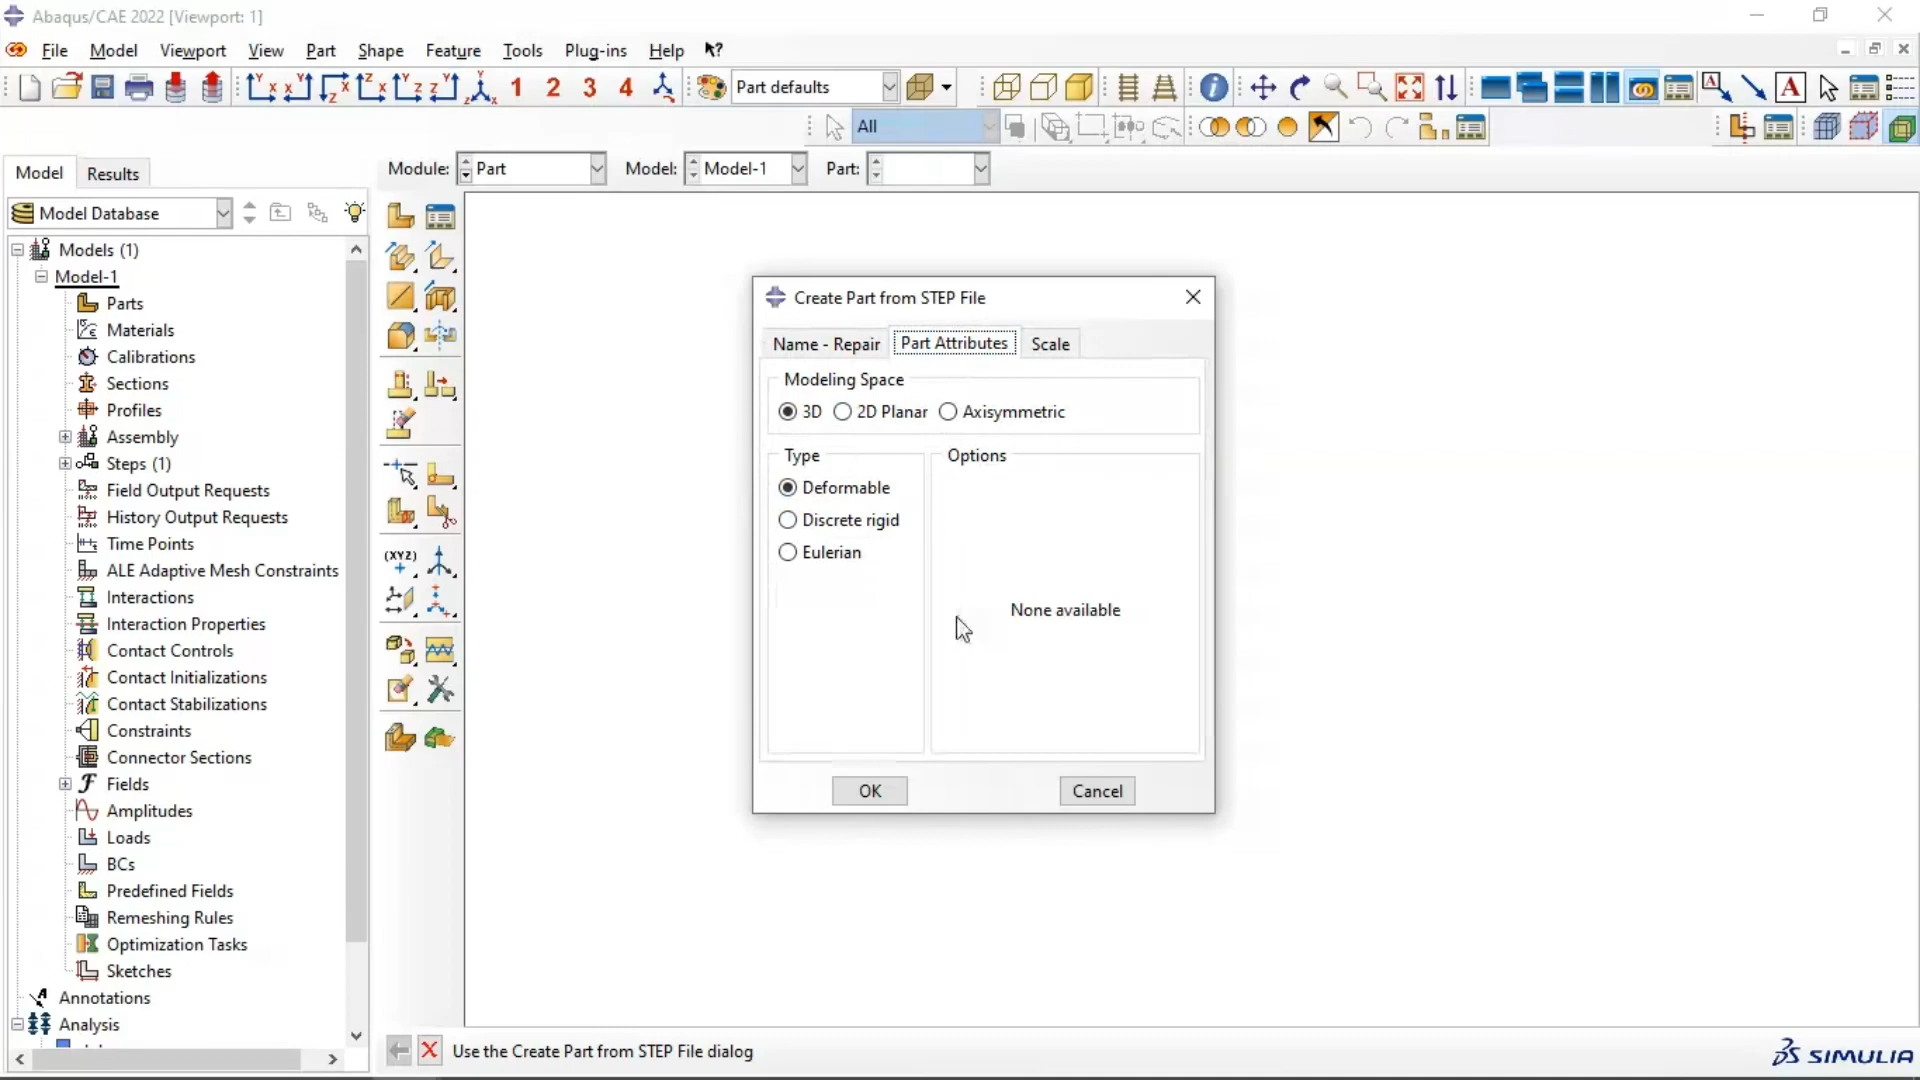 Abaqus/CAE 2022 [Viewport: 1]
File Model Viewport View Part Shape Feature Tools Plug-ins Help ?
1 2 3 4 Part defaults
All
Model Results
Module: Part Model: Model-1 Part:
Model Database
Models (1)
Model-1
Parts
Materials
Calibrations
Sections
Profiles
Assembly
Steps (1)
Field Output Requests
History Output Requests
Time Points
ALE Adaptive Mesh Constraints
Interactions
Interaction Properties
Contact Controls
Contact Initializations
Contact Stabilizations
Constraints
Connector Sections
Fields
Amplitudes
Loads
BCs
Predefined Fields
Remeshing Rules
Optimization Tasks
Sketches
Annotations
Analysis
(XYZ)
Create Part from STEP File
Name - Repair Part Attributes Scale
Modeling Space
3D 2D Planar Axisymmetric
Type
Deformable
Discrete rigid
Eulerian
Options
None available
OK Cancel
Use the Create Part from STEP File dialog
SIMULIA